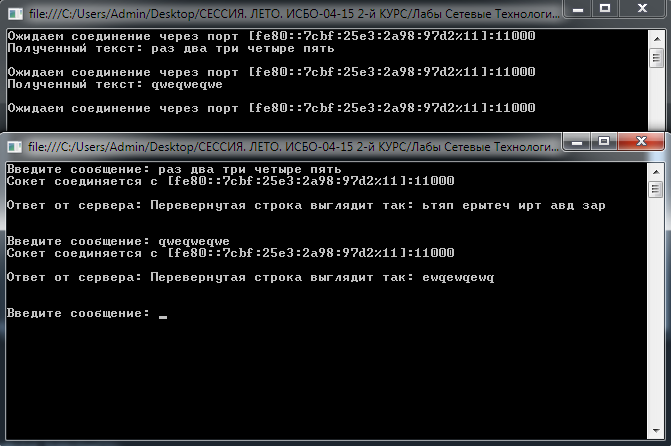 file:///C:/Users/Admin/Desktop/СЕССИЯ. ЛЕТО. ИСБО-04-15 2-й КУРС/Лабы Сетевые Технологи...
Ожидаем соединение через порт [fe80::7cbf:25e3:2a98:97d2%11]:11000
Полученный текст: раз два три четыре пять
Ожидаем соединение через порт [fe80::7cbf:25e3:2a98:97d2%11]:11000
Полученный текст: qweqweqwe
Ожидаем соединение через порт [fe80::7cbf:25e3:2a98:97d2%11]:11000
file:///C:/Users/Admin/Desktop/СЕССИЯ. ЛЕТО. ИСБО-04-15 2-й КУРС/Лабы Сетевые Технологи...
Введите сообщение: раз два три четыре пять
Сокет соединяется с [fe80::7cbf:25e3:2a98:97d2%11]:11000
Ответ от сервера: Перевернутая строка выглядит так: ьтяп ерытеч ирт авд зар
Введите сообщение: qweqweqwe
Сокет соединяется с [fe80::7cbf:25e3:2a98:97d2%11]:11000
Ответ от сервера: Перевернутая строка выглядит так: ewqewqewq
Введите сообщение: _